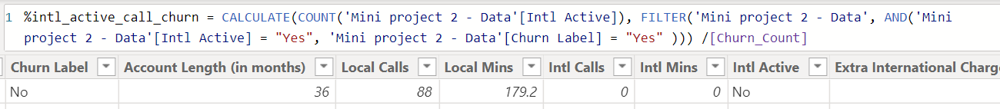 1 %intl_active_call_churn = CALCULATE(COUNT('Mini project 2 - Data'[Intl Active]), FILTER('Mini project 2 - Data', AND('Mini
project 2 - Data'[Intl Active] = "Yes", 'Mini project 2 - Data'[Churn Label] = "Yes" ))) /[Churn_Count]
Churn Label Account Length (in months) Local Calls Local Mins Intl Calls Intl Mins Intl Active Extra International
No 36 88 179.2 0 0 No